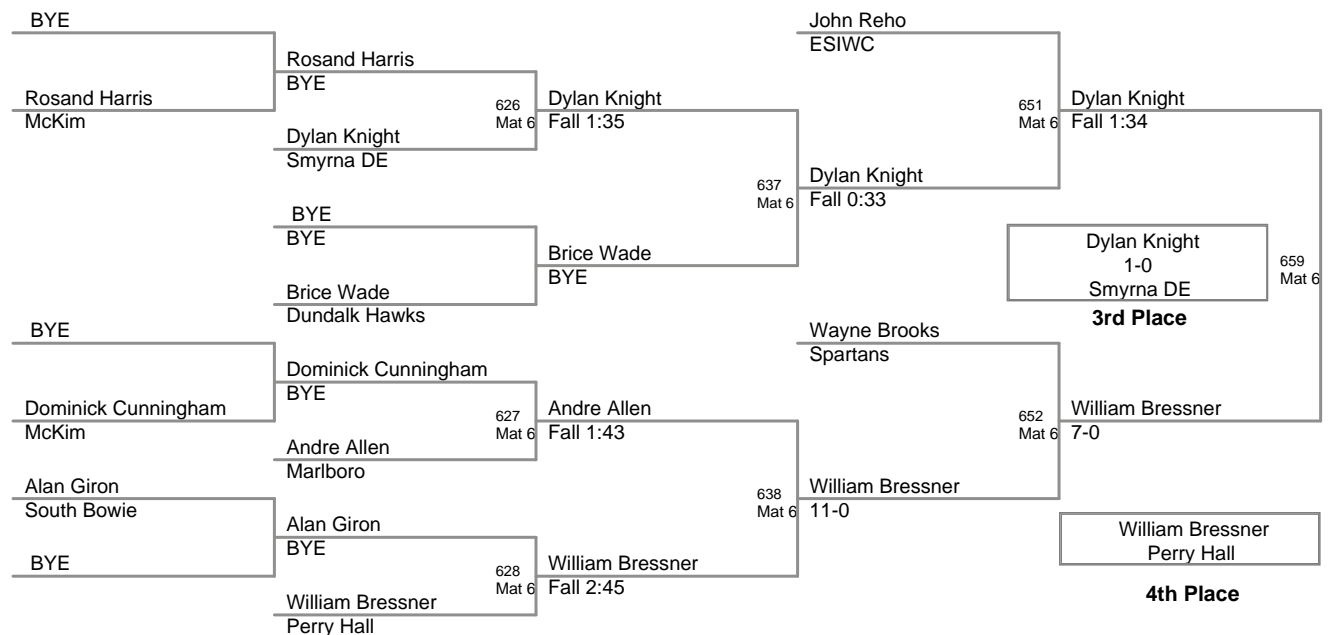 BYE
Rosand Harris
McKim
Rosand Harris
BYE
Dylan Knight
Smyrna DE
626
Mat 6
Dylan Knight
Fall 1:35
BYE
BYE
Brice Wade
Dundalk Hawks
Brice Wade
BYE
637
Mat 6
John Reho
ESIWC
Dylan Knight
Fall 0:33
651
Mat 6
Dylan Knight
Fall 1:34
Dylan Knight
1-0
Smyrna DE
3rd Place
659
Mat 6
BYE
Dominick Cunningham
McKim
Dominick Cunningham
BYE
Andre Allen
Marlboro
627
Mat 6
Andre Allen
Fall 1:43
Alan Giron
South Bowie
BYE
Alan Giron
BYE
William Bressner
Perry Hall
628
Mat 6
William Bressner
Fall 2:45
638
Mat 6
Wayne Brooks
Spartans
William Bressner
11-0
652
Mat 6
William Bressner
7-0
William Bressner
Perry Hall
4th Place